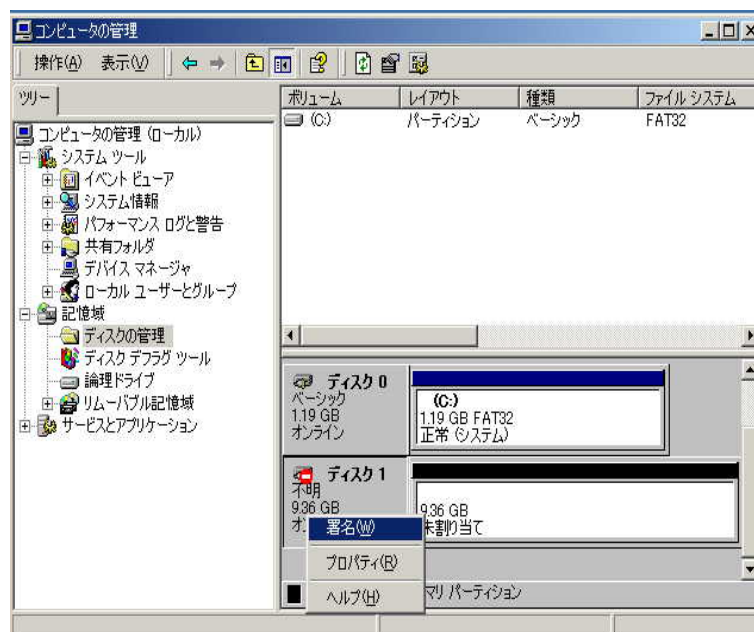 コンピュータの管理
操作(A) 表示(V)
ツリー
ボリューム レイアウト 種類 ファイル システム
(C:) パーティション ベーシック FAT32
コンピュータの管理 (ローカル)
システム ツール
イベント ビューア
システム情報
パフォーマンス ログと警告
共有フォルダ
デバイス マネージャ
ローカル ユーザーとグループ
記憶域
ディスクの管理
ディスク デフラグ ツール
論理ドライブ
リムーバブル記憶域
サービスとアプリケーション
ディスク 0
ベーシック
1.19 GB
オンライン
(C:)
1.19 GB FAT32
正常 (システム)
ディスク 1
不明
9.36 GB
オ
9.36 GB
未割り当て
署名(W)
プロパティ(R)
ヘルプ(H)
マリ パーティション